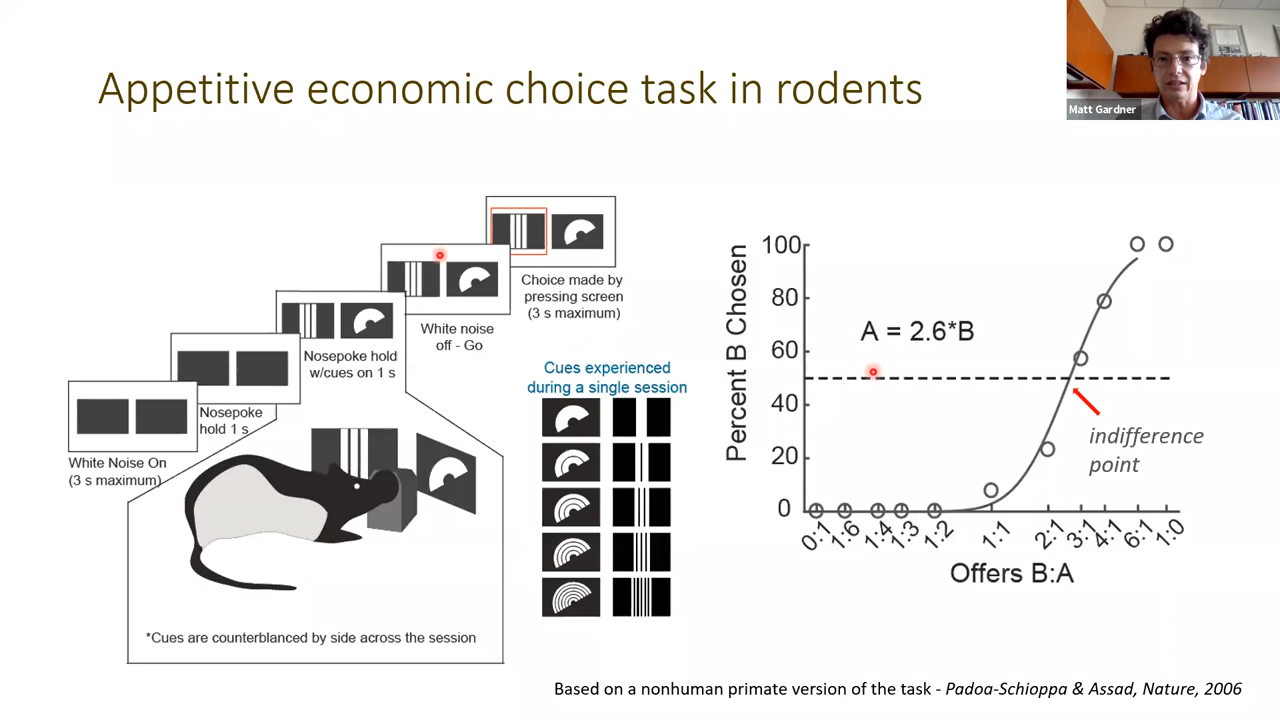 Appetitive economic choice task in rodents
Matt Gardner
White Noise On
(3 s maximum)
Nosepoke
hold 1 s
Nosepoke hold
w/cues on 1 s
White noise
off - Go
Choice made by
pressing screen
(3 s maximum)
*Cues are counterblanced by side across the session
Cues experienced
during a single session
Percent B Chosen
100
80
60
40
20
0
A = 2.6*B
indifference
point
0:1
1:6
1:4
1:3
1:2
1:1
2:1
3:1
4:1
6:1
1:0
Offers B:A
Based on a nonhuman primate version of the task - Padoa-Schioppa & Assad, Nature, 2006